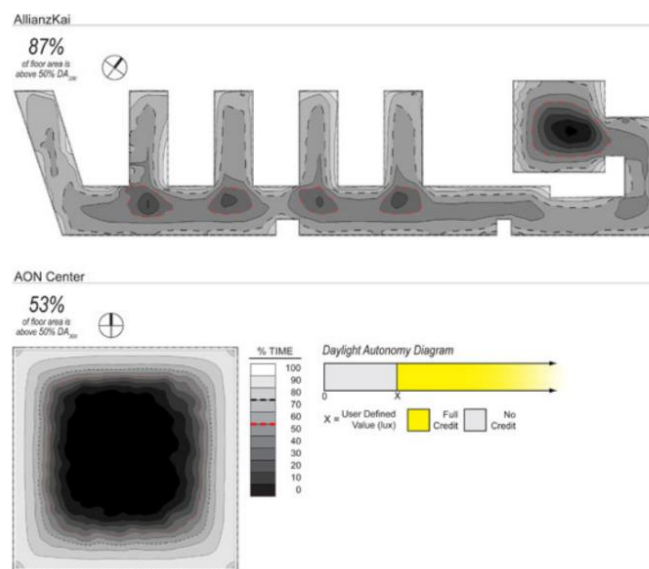 AllianzKai
87%
of floor area is
above 50% DA300
AON Center
53%
of floor area is
above 50% DA300
% TIME
100
90
80
70
60
50
40
30
20
10
0
Daylight Autonomy Diagram
0 X
X = User Defined Value (lux)
Full Credit
No Credit